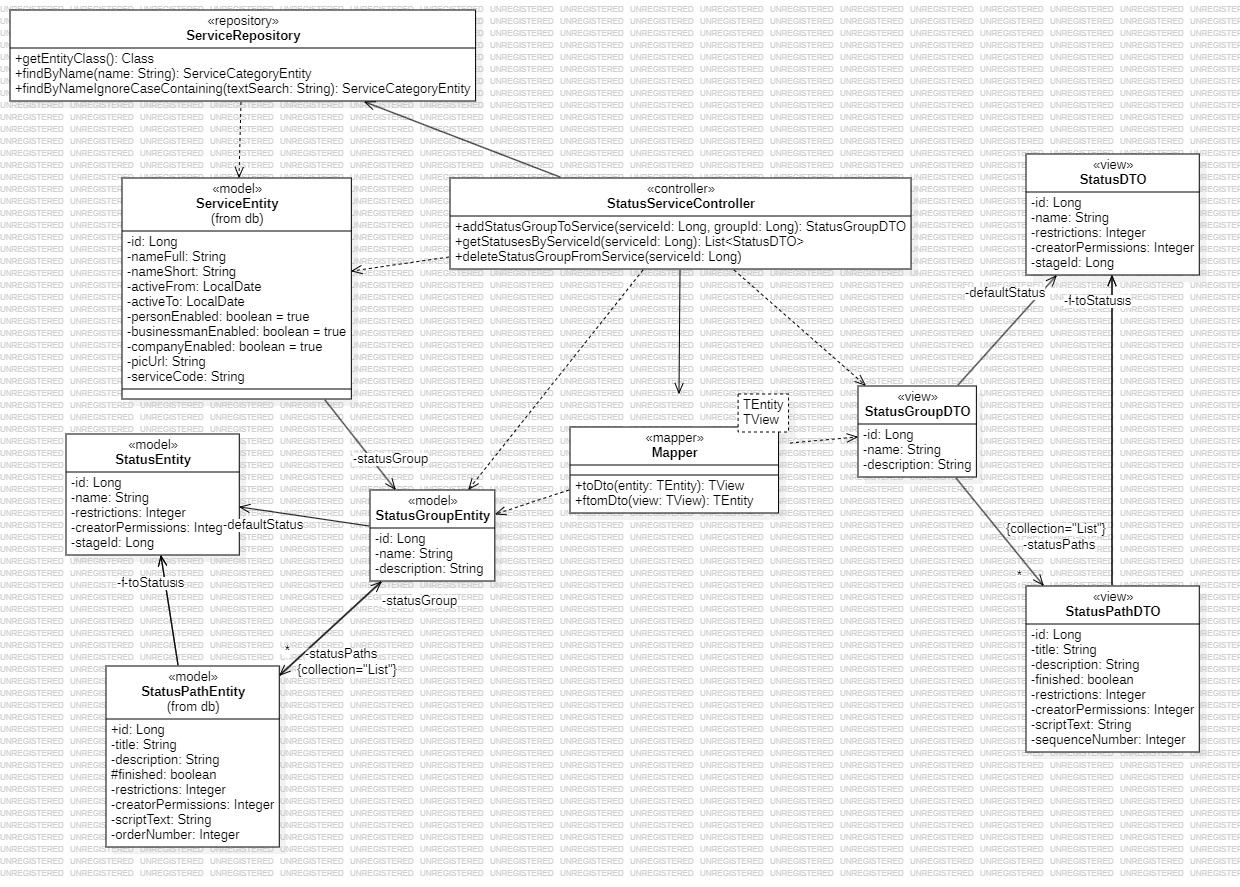 «repository»
ServiceRepository
+getEntityClass(): Class
+findByName(name: String): ServiceCategoryEntity
+findByNameIgnoreCaseContaining(textSearch: String): ServiceCategoryEntity
«model»
ServiceEntity
(from db)
-id: Long
-nameFull: String
-nameShort: String
-activeFrom: LocalDate
-activeTo: LocalDate
-personEnabled: boolean = true
-businessmanEnabled: boolean = true
-companyEnabled: boolean = true
-picUrl: String
-serviceCode: String
«controller»
StatusServiceController
+addStatusGroupToService(serviceId: Long, groupId: Long): StatusGroupDTO
+getStatusesByServiceId(serviceId: Long): List<StatusDTO>
+deleteStatusGroupFromService(serviceId: Long)
«view»
StatusDTO
-id: Long
-name: String
-restrictions: Integer
-creatorPermissions: Integer
-stageId: Long
-defaultStatus
-toStatus
TEntity
TView
«mapper»
Mapper
+toDto(entity: TEntity): TView
+ftomDto(view: TView): TEntity
«view»
StatusGroupDTO
-id: Long
-name: String
-description: String
-statusGroup
«model»
StatusEntity
-id: Long
-name: String
-restrictions: Integer
-creatorPermissions: Integ
-stageId: Long
-defaultStatus
«model»
StatusGroupEntity
-id: Long
-name: String
-description: String
{collection="List"}
-statusPaths
*
-toStatus
-statusGroup
*
-statusPaths
{collection="List"}
«view»
StatusPathDTO
-id: Long
-title: String
-description: String
-finished: boolean
-restrictions: Integer
-creatorPermissions: Integer
-scriptText: String
-sequenceNumber: Integer
«model»
StatusPathEntity
(from db)
+id: Long
-title: String
-description: String
#finished: boolean
-restrictions: Integer
-creatorPermissions: Integer
-scriptText: String
-orderNumber: Integer
UNREGISTERED